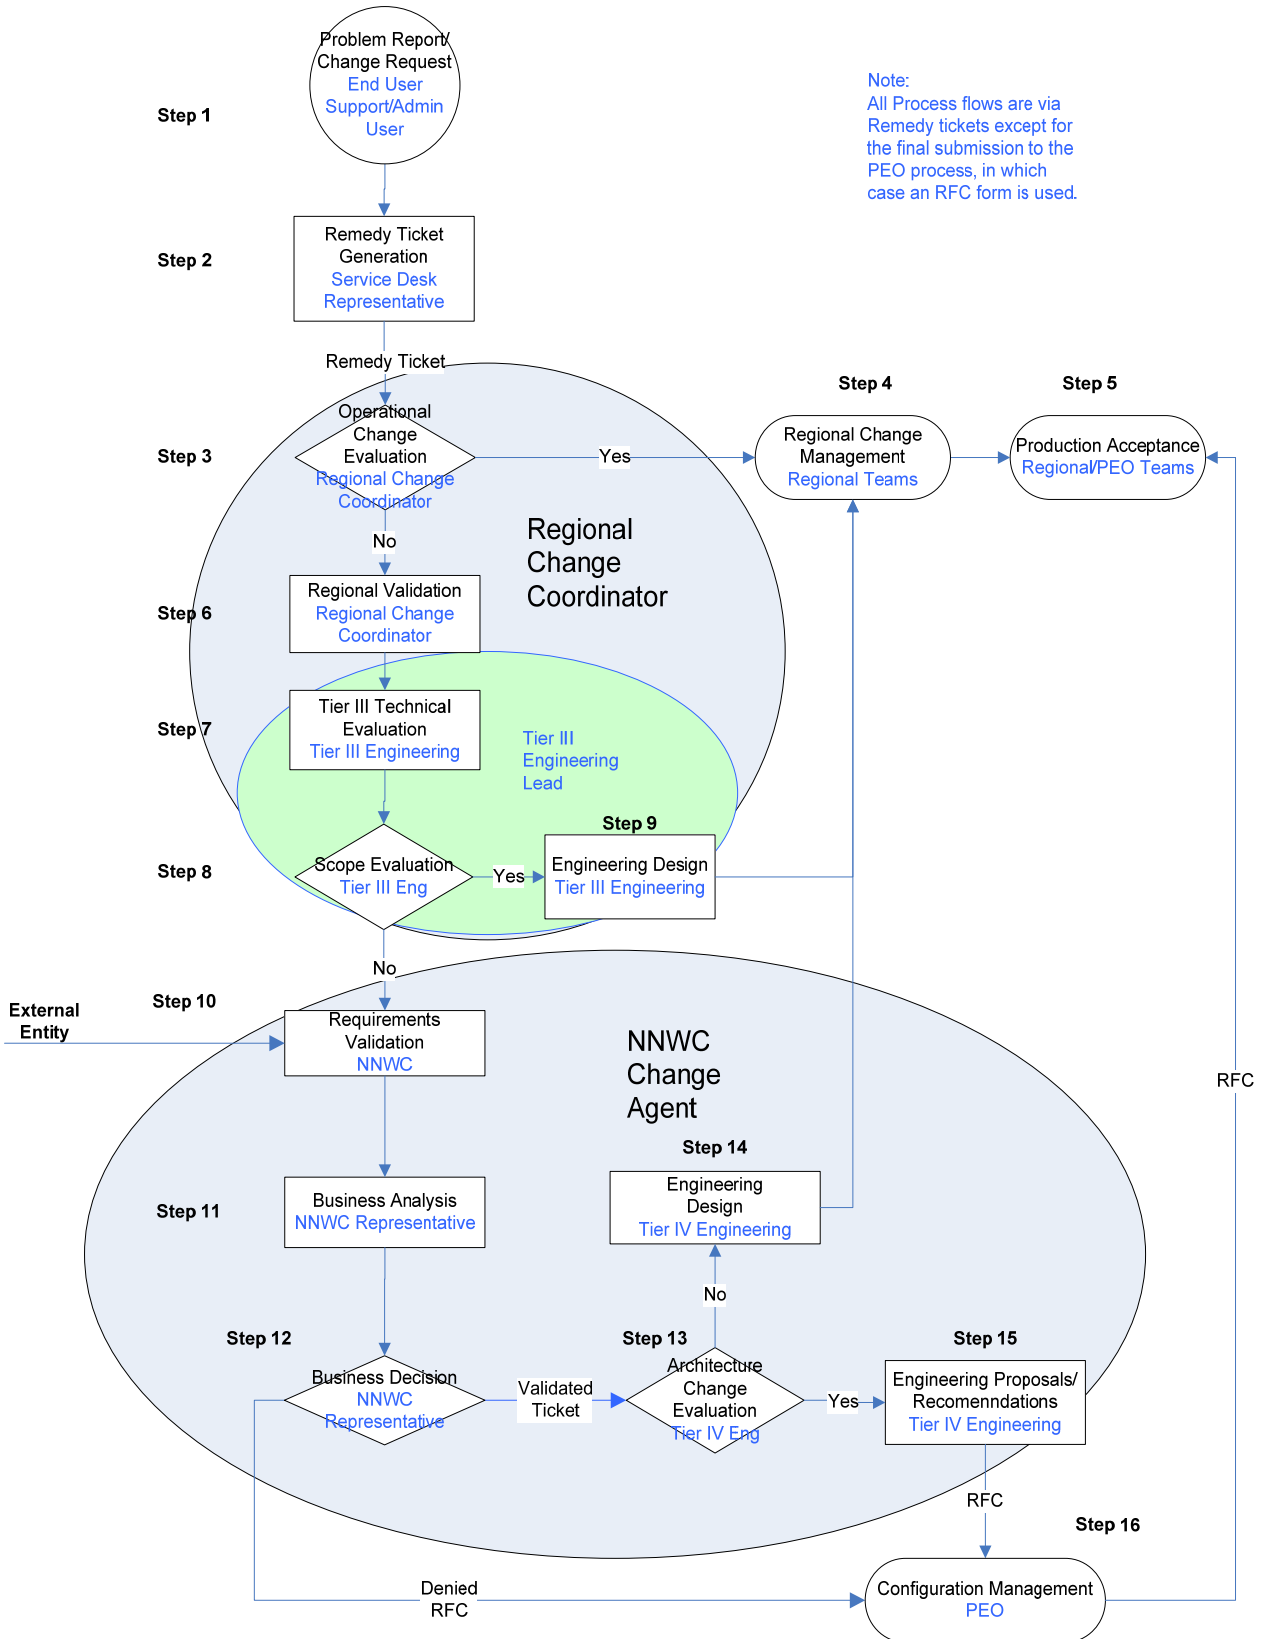 Problem Report/
Change Request
End User
Support/Admin
User
Step 1
Note:
All Process flows are via
Remedy tickets except for
the final submission to the
PEO process, in which
case an RFC form is used.
Step 2
Remedy Ticket
Generation
Service Desk
Representative
Remedy Ticket
Step 3
Operational
Change
Evaluation
Regional Change
Coordinator
Yes
Step 4
Regional Change
Management
Regional Teams
Step 5
Production Acceptance
Regional/PEO Teams
No
Regional
Change
Coordinator
Step 6
Regional Validation
Regional Change
Coordinator
Step 7
Tier III Technical
Evaluation
Tier III Engineering
Tier III
Engineering
Lead
Step 8
Scope Evaluation
Tier III Eng
Yes
Step 9
Engineering Design
Tier III Engineering
No
External
Entity
Step 10
Requirements
Validation
NNWC
NNWC
Change
Agent
RFC
Step 11
Business Analysis
NNWC Representative
Step 14
Engineering
Design
Tier IV Engineering
No
Step 12
Business Decision
NNWC
Representative
Validated
Ticket
Step 13
Architecture
Change
Evaluation
Tier IV Eng
Yes
Step 15
Engineering Proposals/
Recomenndations
Tier IV Engineering
RFC
Step 16
Denied
RFC
Configuration Management
PEO